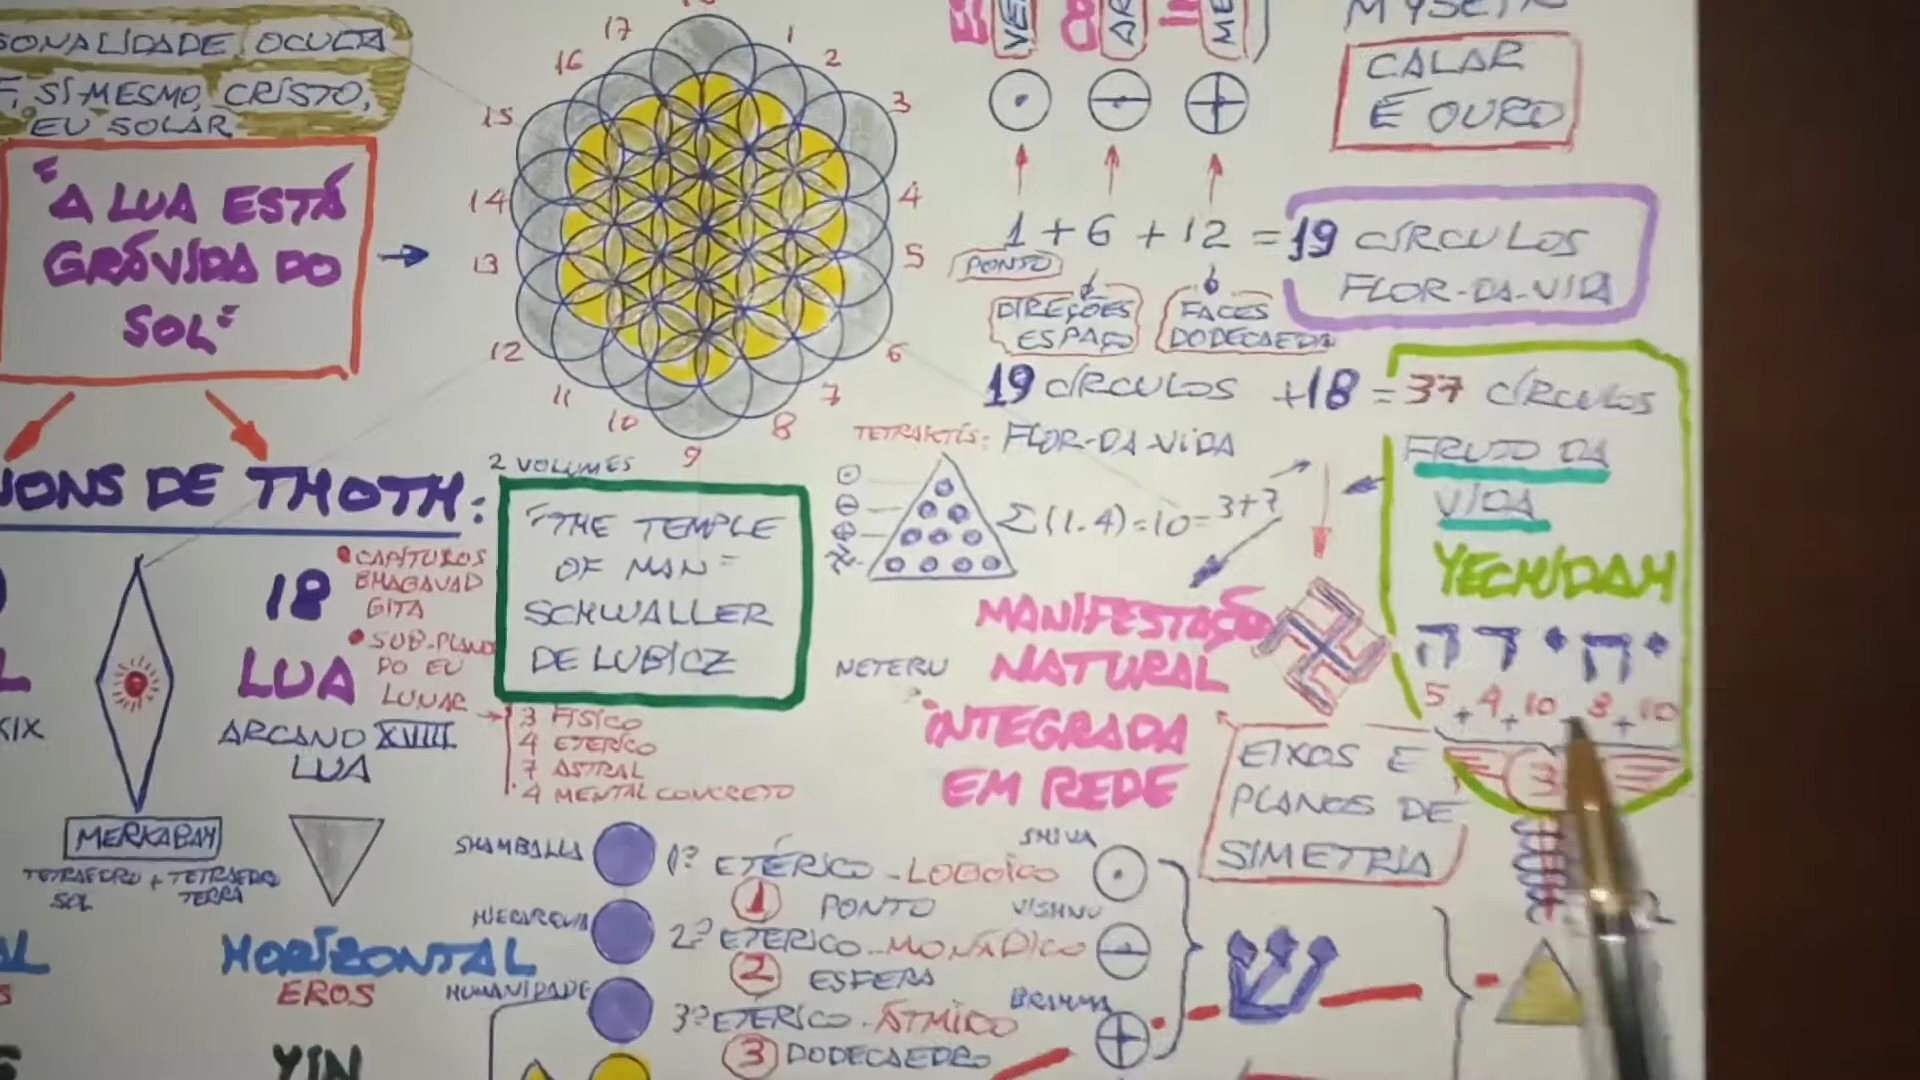 OCULTA
SÍ-MESMO, CRISTO,
EU SOLAR
"A LUA ESTÁ
GRÁVIDA DO
SOL"
DE THOTH:
17
16
15
14
13
12
11
10
9
8
7
6
5
4
3
2
1
CALAR
É OURO
1 + 6 + 12 = 19 CÍRCULOS
FLOR-DA-VIDA
PONTO
DIREÇÕES
ESPAÇO
FACES
DODECAEDRO
19 CÍRCULOS +18 = 37 CÍRCULOS
FRUTO DA
VIDA
YECHIDAH
יחידה
5 + 4 + 10 8 + 10
TETRAKTÍS: FLOR-DA-VIDA
Σ(1.4)=10=3+7
2 VOLUMES
"THE TEMPLE
OF MAN"
SCHWALLER
DE LUBICZ
NETERU
MANIFESTAÇÃO
NATURAL
INTEGRADA
EM REDE
EIXOS E
PLANOS DE
SIMETRIA
18
LUA
ARCANO XVIII
LUA
CAPÍTULOS
BHAGAVAD
GITA
SUB-PLANO
DO EU
LUNAR
3 FÍSICO
4 ETÉRICO
7 ASTRAL
4 MENTAL CONCRETO
XIX
MERKABAH
TETRAEDRO + TETRAEDRO
SOL TERRA
HORIZONTAL
EROS
YIN
SHAMBALLA
HIERARQUIA
HUMANIDADE
1º ETÉRICO - LOGOICO
1 PONTO
2º ETÉRICO - MONÁDICO
2 ESFERA
3º ETÉRICO - ÁTMICO
3 DODECAEDRO
SHIVA
VISHNU
BRAHMA